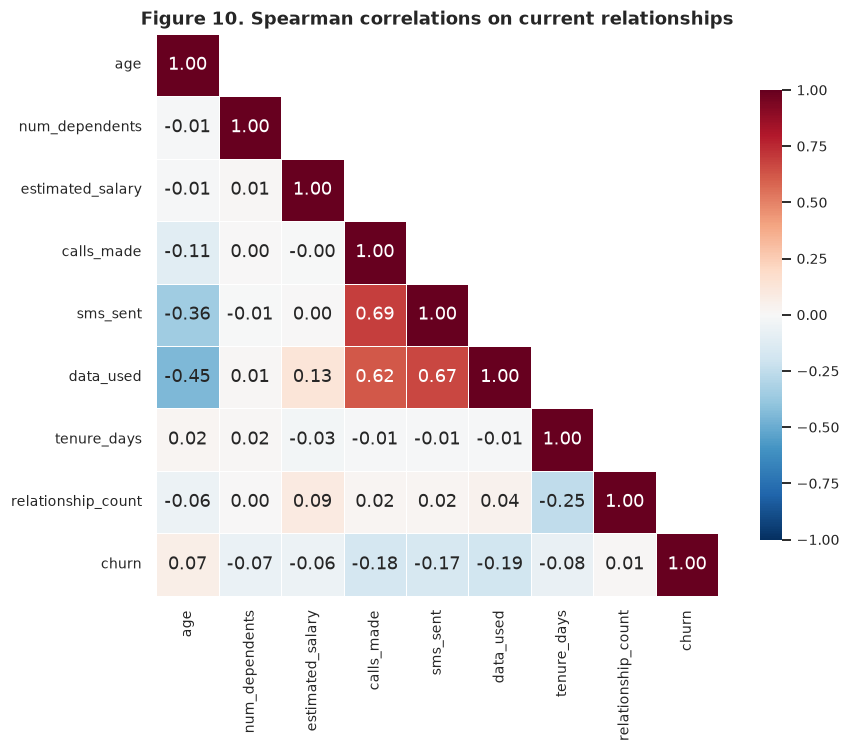 Figure 10. Spearman correlations on current relationships
age 1.00
num_dependents -0.01 1.00
estimated_salary -0.01 0.01 1.00
calls_made -0.11 0.00 -0.00 1.00
sms_sent -0.36 -0.01 0.00 0.69 1.00
data_used -0.45 0.01 0.13 0.62 0.67 1.00
tenure_days 0.02 0.02 -0.03 -0.01 -0.01 -0.01 1.00
relationship_count -0.06 0.00 0.09 0.02 0.02 0.04 -0.25 1.00
churn 0.07 -0.07 -0.06 -0.18 -0.17 -0.19 -0.08 0.01 1.00
age
num_dependents
estimated_salary
calls_made
sms_sent
data_used
tenure_days
relationship_count
churn
1.00
0.75
0.50
0.25
0.00
−0.25
−0.50
−0.75
−1.00